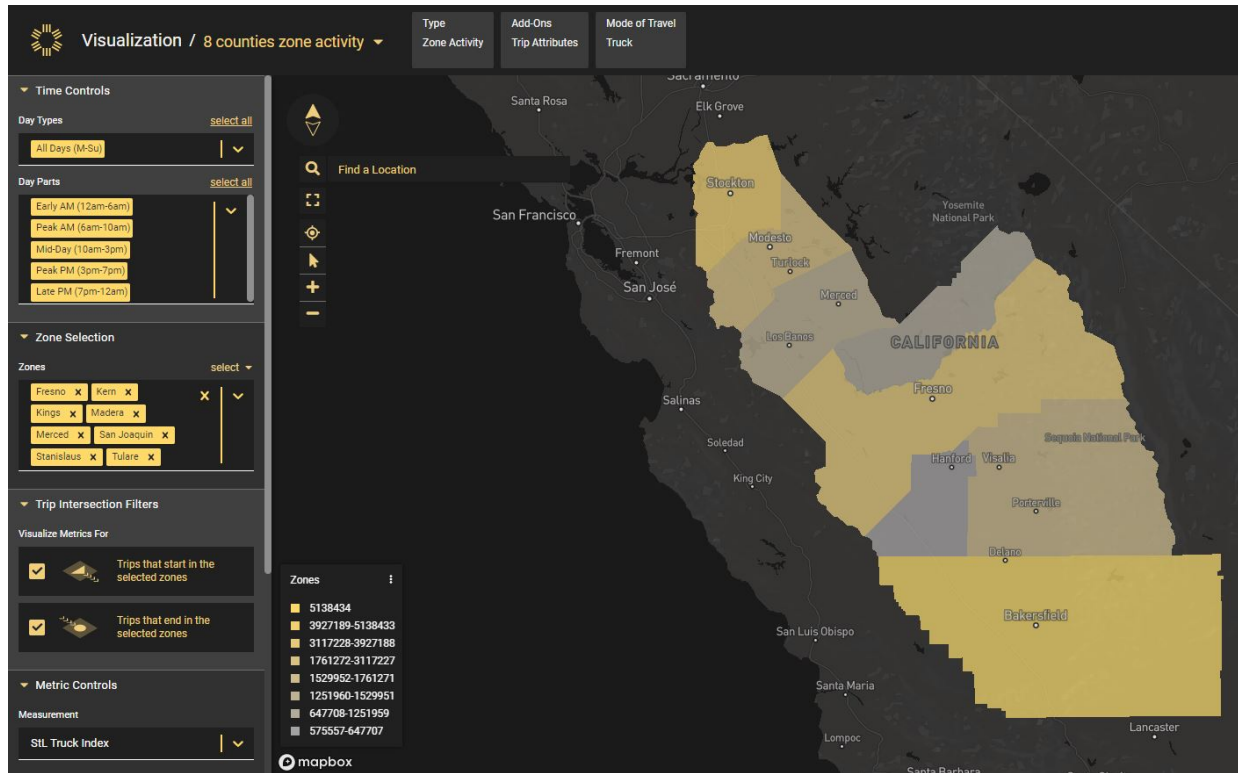 Visualization / 8 counties zone activity
Type
Zone Activity
Add-Ons
Trip Attributes
Mode of Travel
Truck
Time Controls
Day Types select all
All Days (M-Su)
Day Parts select all
Early AM (12am-6am)
Peak AM (6am-10am)
Mid-Day (10am-3pm)
Peak PM (3pm-7pm)
Late PM (7pm-12am)
Zone Selection
Zones select
Fresno x Kern x
Kings x Madera x
Merced x San Joaquin x
Stanislaus x Tulare x
Trip Intersection Filters
Visualize Metrics For
Trips that start in the
selected zones
Trips that end in the
selected zones
Metric Controls
Measurement
StL Truck Index
Find a Location
Sacramento
Santa Rosa
Elk Grove
Stockton
Yosemite
National Park
San Francisco
Modesto
Fremont
Turlock
San José
Merced
Los Banos
CALIFORNIA
Fresno
Salinas
Soledad
Sequoia National Park
Hanford Visalia
King City
Porterville
Delano
Bakersfield
San Luis Obispo
Santa Maria
Lancaster
Lompoc
Santa Barbara
Zones
5138434
3927189-5138433
3117228-3927188
1761272-3117227
1529952-1761271
1251960-1529951
647708-1251959
575557-647707
mapbox